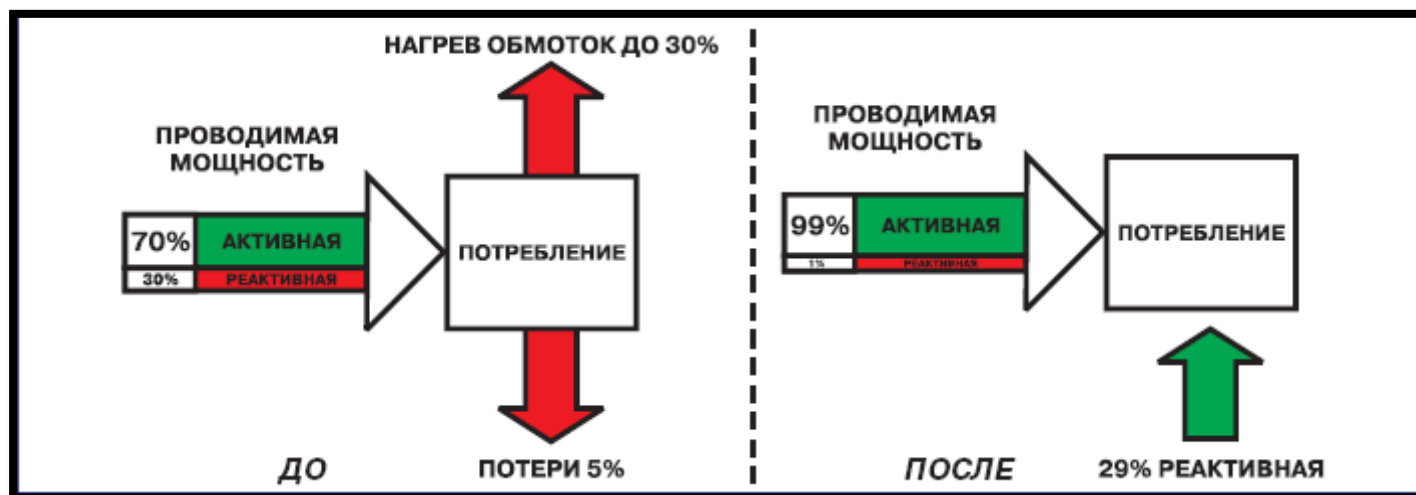 НАГРЕВ ОБМОТОК ДО 30%
ПРОВОДИМАЯ
МОЩНОСТЬ
70% АКТИВНАЯ
30% РЕАКТИВНАЯ
ПОТРЕБЛЕНИЕ
ДО
ПОТЕРИ 5%
ПРОВОДИМАЯ
МОЩНОСТЬ
99% АКТИВНАЯ
1% РЕАКТИВНАЯ
ПОТРЕБЛЕНИЕ
ПОСЛЕ
29% РЕАКТИВНАЯ